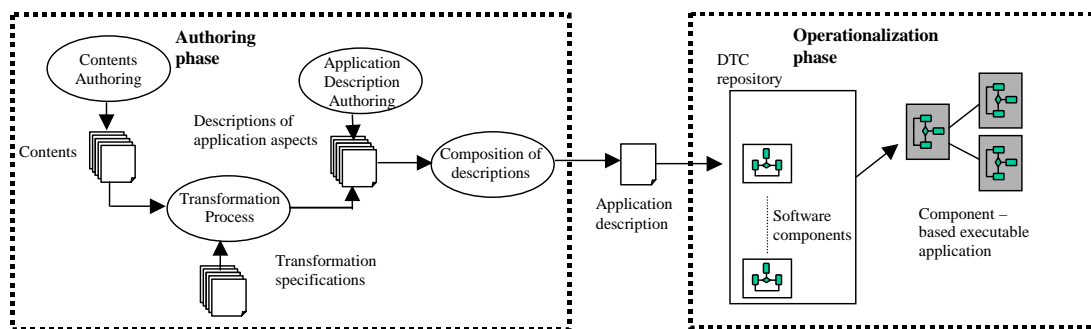 Authoring
phase
Contents
Authoring
Application
Description
Authoring
Contents
Descriptions of
application aspects
Composition of
descriptions
Transformation
Process
Transformation
specifications
Application
description
Operationalization
phase
DTC
repository
Software
components
Component –
based executable
application